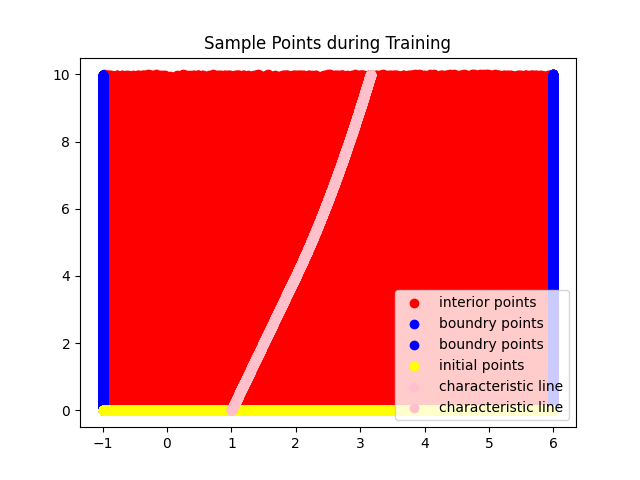 Sample Points during Training
10
8
6
4
2
0
interior points
boundry points
boundry points
initial points
characteristic line
characteristic line
−1 0 1 2 3 4 5 6